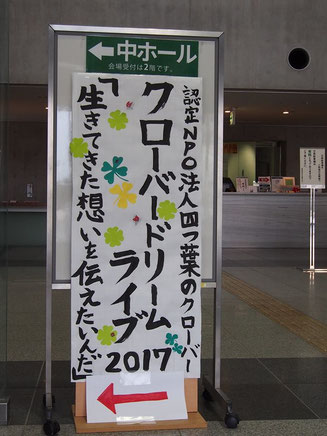 ←中ホール
会場受付は2階です。
認定NPO法人四つ葉のクローバー
クローバードリーム
ライブ2017
「生きてきた想いを伝えたいんだ」